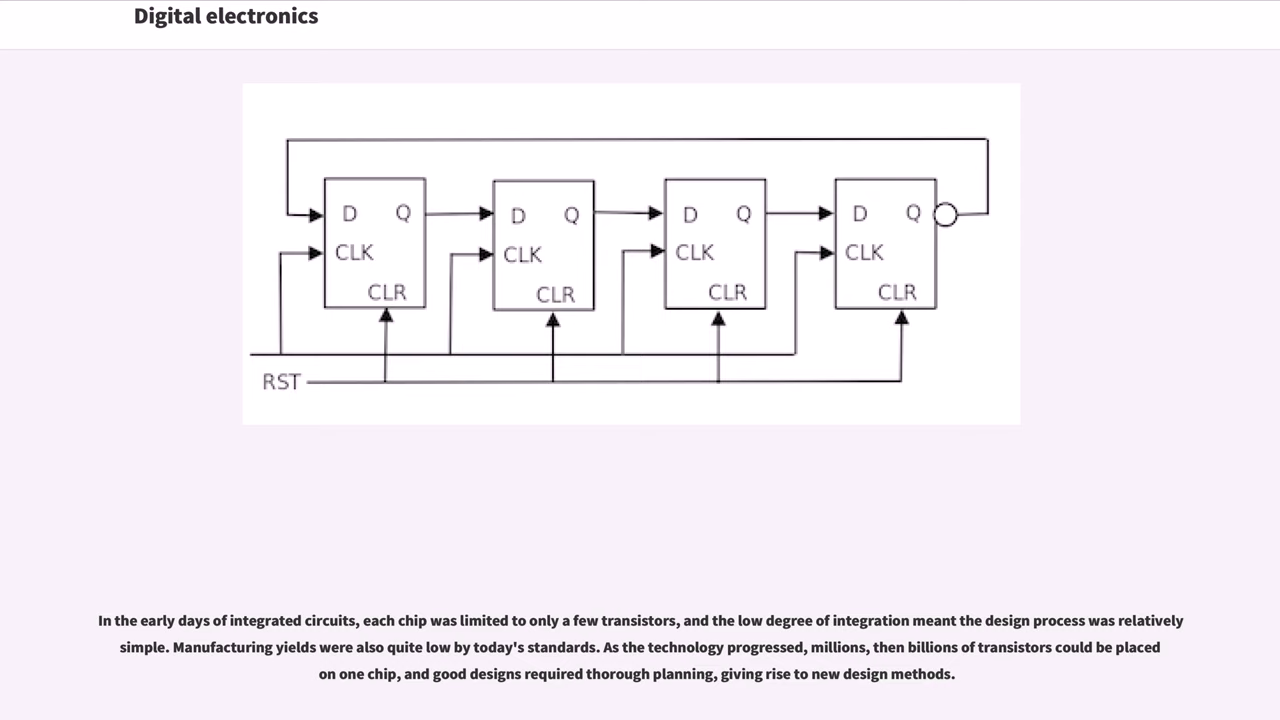 Digital electronics
D Q D Q D Q D Q
CLK CLK CLK CLK
CLR CLR CLR CLR
RST
In the early days of integrated circuits, each chip was limited to only a few transistors, and the low degree of integration meant the design process was relatively
simple. Manufacturing yields were also quite low by today's standards. As the technology progressed, millions, then billions of transistors could be placed
on one chip, and good designs required thorough planning, giving rise to new design methods.